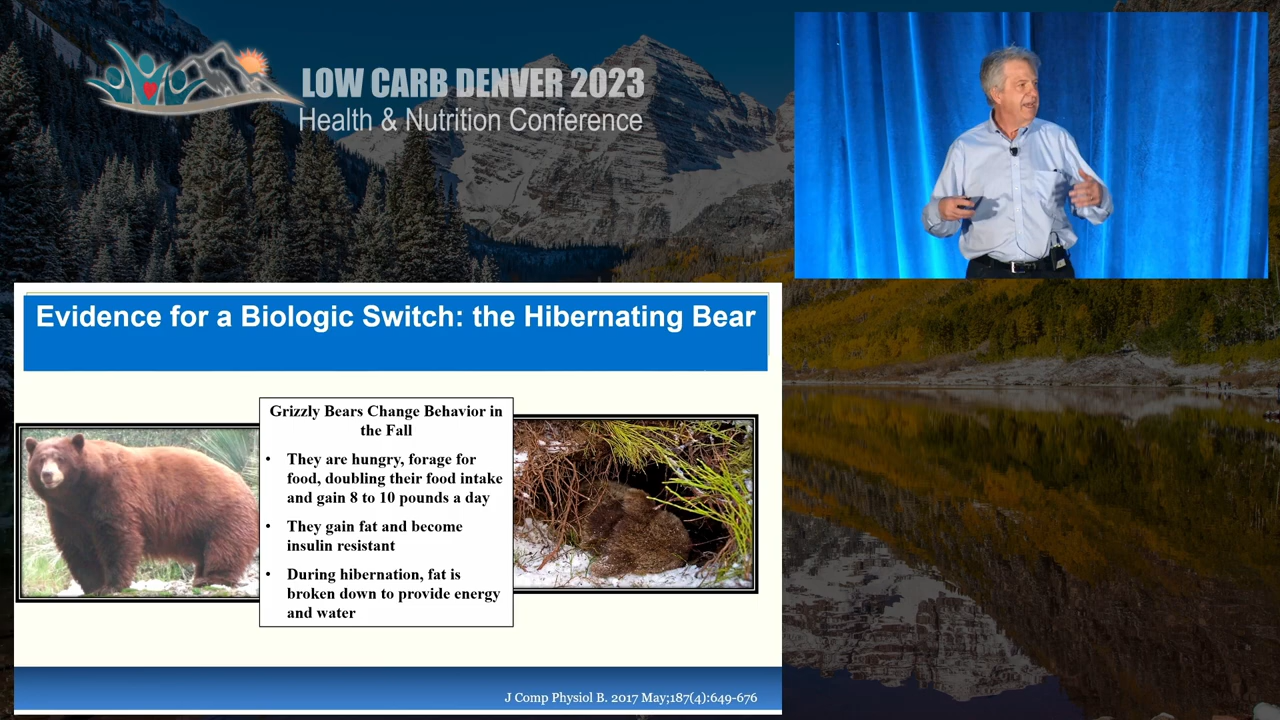 LOW CARB DENVER 2023
Health & Nutrition Conference
Evidence for a Biologic Switch: the Hibernating Bear
Grizzly Bears Change Behavior in
the Fall
• They are hungry, forage for
food, doubling their food intake
and gain 8 to 10 pounds a day
• They gain fat and become
insulin resistant
• During hibernation, fat is
broken down to provide energy
and water
J Comp Physiol B. 2017 May;187(4):649-676